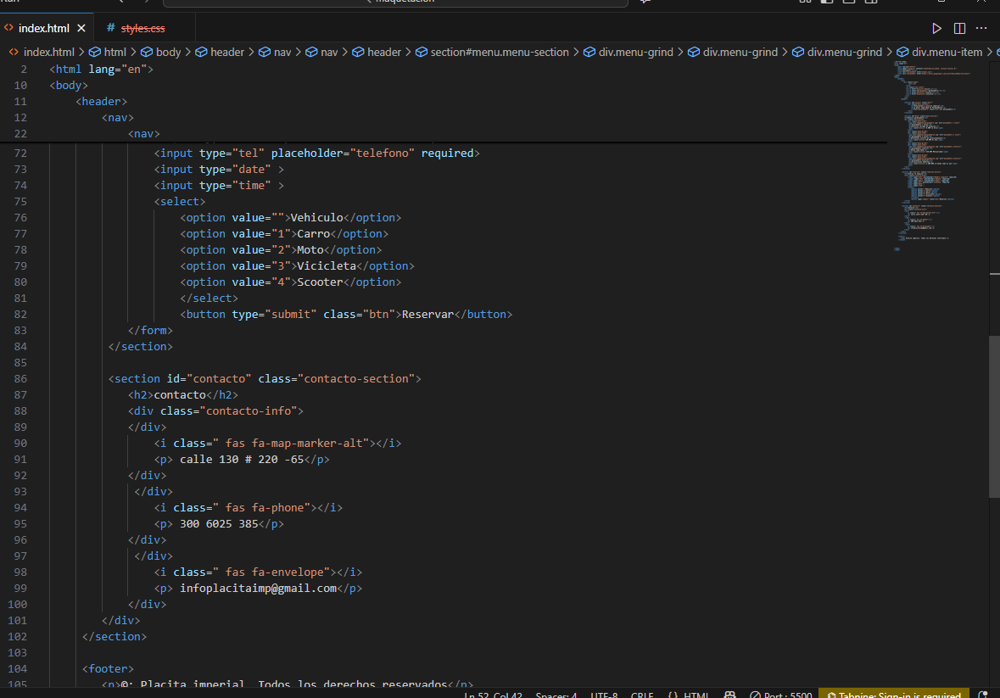 maquetacion
index.html
# styles.css
index.html > html > body > header > nav > nav > header > section#menu.menu-section > div.menu-grind > div.menu-grind > div.menu-grind > div.menu-item >
2 <html lang="en">
10 <body>
11 <header>
12 <nav>
22 <nav>
72 <input type="tel" placeholder="telefono" required>
73 <input type="date" >
74 <input type="time" >
75 <select>
76 <option value="">Vehiculo</option>
77 <option value="1">Carro</option>
78 <option value="2">Moto</option>
79 <option value="3">Vicicleta</option>
80 <option value="4">Scooter</option>
81 </select>
82 <button type="submit" class="btn">Reservar</button>
83 </form>
84 </section>
85
86 <section id="contacto" class="contacto-section">
87 <h2>contacto</h2>
88 <div class="contacto-info">
89 </div>
90 <i class=" fas fa-map-marker-alt"></i>
91 <p> calle 130 # 220 -65</p>
92 </div>
93 </div>
94 <i class=" fas fa-phone"></i>
95 <p> 300 6025 385</p>
96 </div>
97 </div>
98 <i class=" fas fa-envelope"></i>
99 <p> infoplacitaimp@gmail.com</p>
100 </div>
101 </div>
102 </section>
103
104 <footer>
105 <p>©; Placita imperial. Todos los derechos reservados</p>
Ln 52, Col 42 Spaces: 4 UTF-8 CRLF {} HTML Port : 5500 Tabnine: Sign-in is required